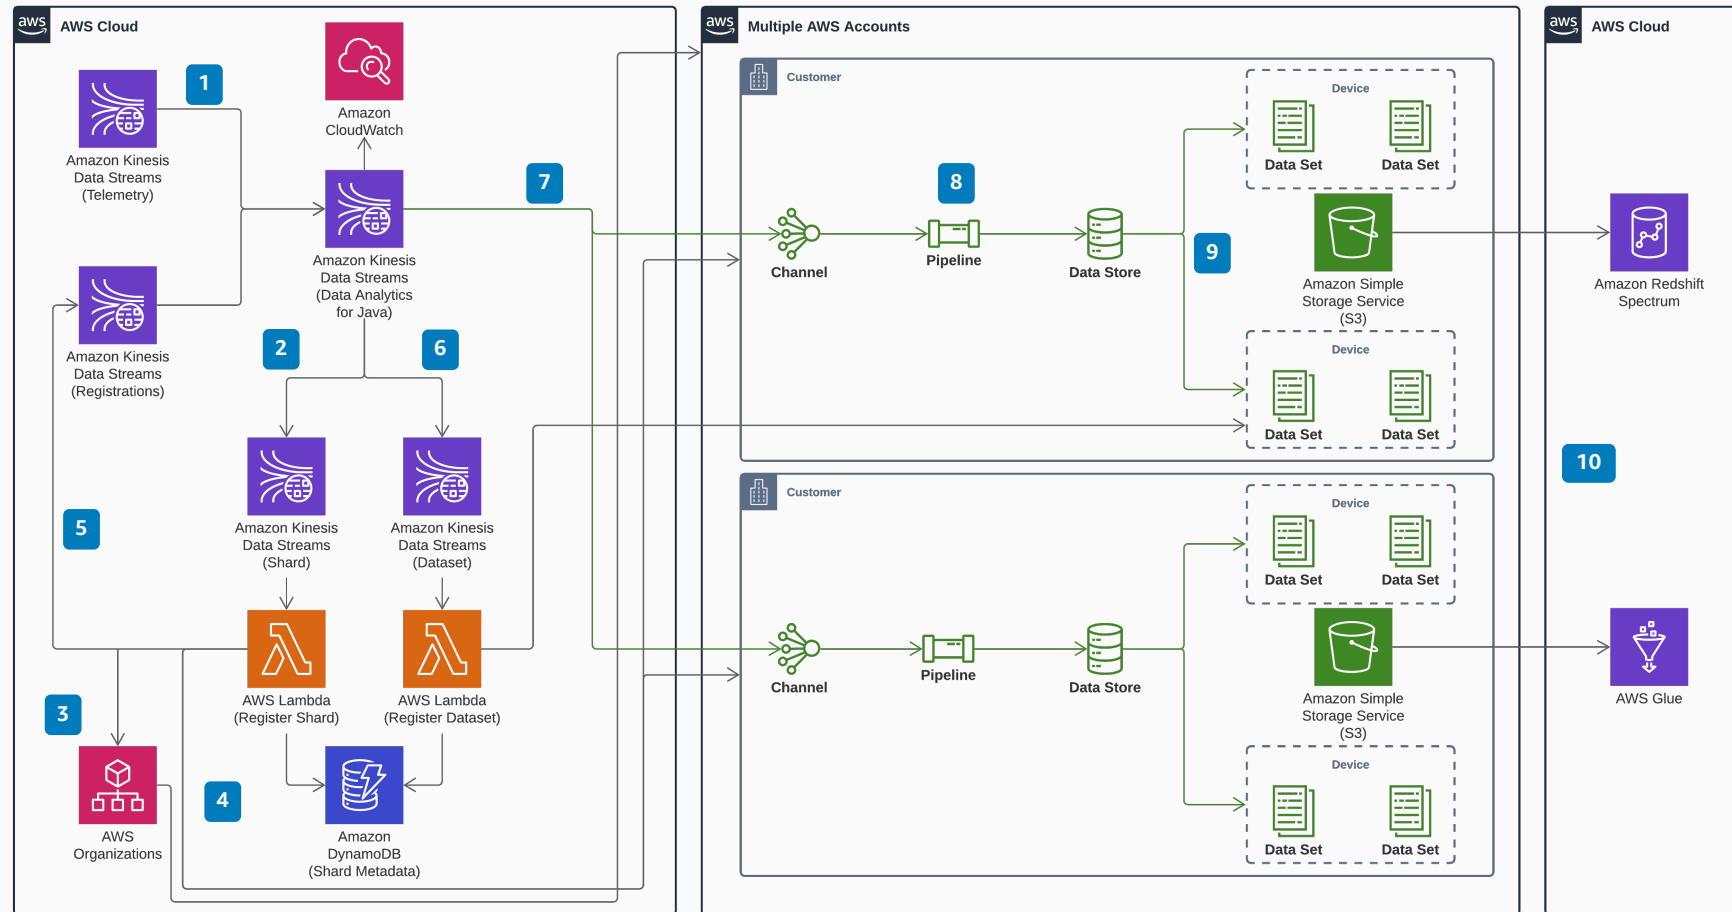 aws
AWS Cloud
1
Amazon Kinesis
Data Streams
(Telemetry)
Amazon
CloudWatch
Amazon Kinesis
Data Streams
(Data Analytics
for Java)
Amazon Kinesis
Data Streams
(Registrations)
2
6
7
Amazon Kinesis
Data Streams
(Shard)
Amazon Kinesis
Data Streams
(Dataset)
5
AWS Lambda
(Register Shard)
AWS Lambda
(Register Dataset)
3
4
AWS
Organizations
Amazon
DynamoDB
(Shard Metadata)
aws
Multiple AWS Accounts
Customer
8
Channel
Pipeline
Data Store
9
Device
Data Set
Data Set
Amazon Simple
Storage Service
(S3)
Device
Data Set
Data Set
Customer
Channel
Pipeline
Data Store
Device
Data Set
Data Set
Amazon Simple
Storage Service
(S3)
Device
Data Set
Data Set
aws
AWS Cloud
Amazon Redshift
Spectrum
10
AWS Glue